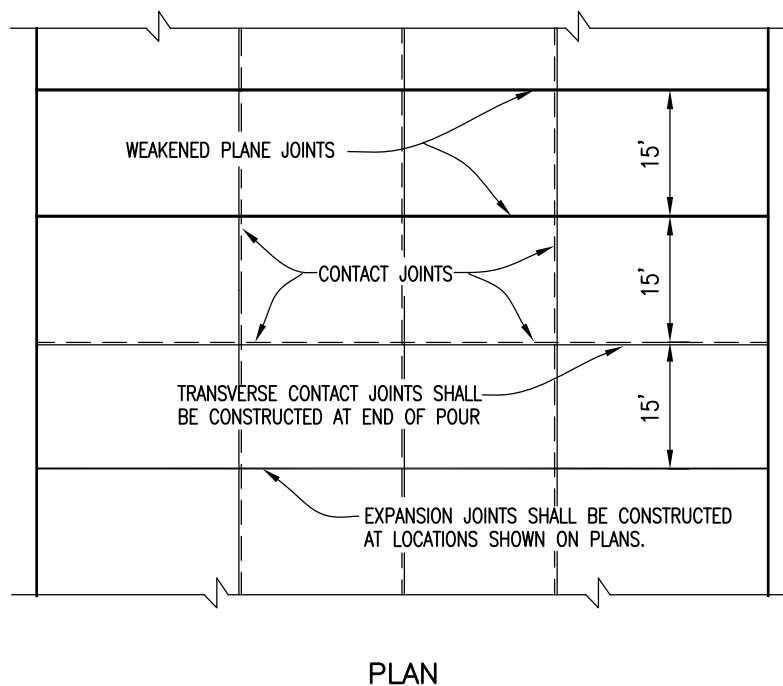 WEAKENED PLANE JOINTS
15'
CONTACT JOINTS
15'
TRANSVERSE CONTACT JOINTS SHALL
BE CONSTRUCTED AT END OF POUR
15'
EXPANSION JOINTS SHALL BE CONSTRUCTED
AT LOCATIONS SHOWN ON PLANS.
PLAN